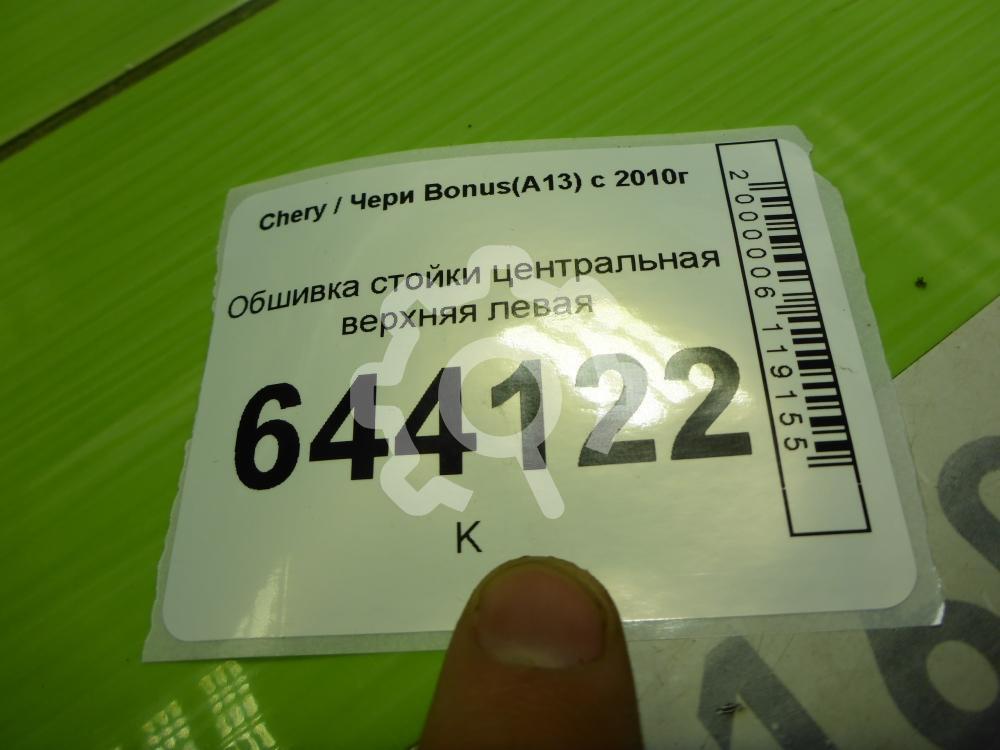 Chery / Чери Bonus(A13) с 2010г
Обшивка стойки центральная
верхняя левая
644122
К
2000006119155